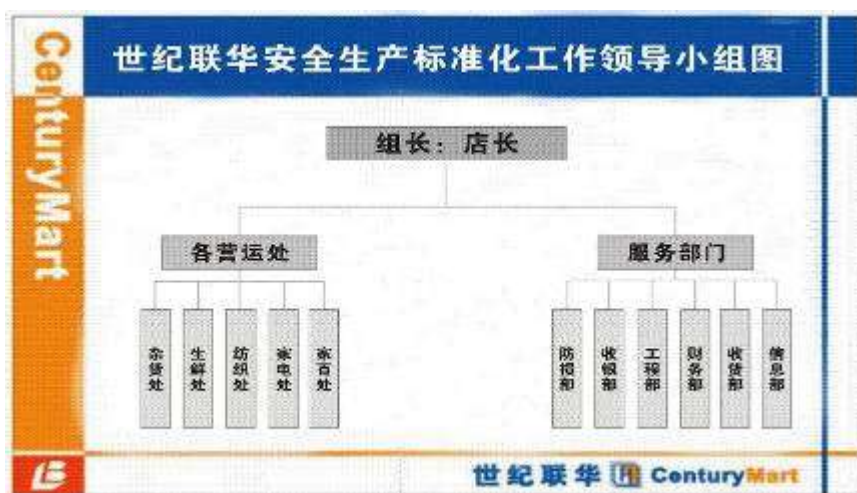 CenturyMart
世纪联华安全生产标准化工作领导小组图
组长：店长
各营运处
服务部门
杂货处
生鲜处
纺织处
家电处
家百处
防损部
收银部
工程部
财务部
收货部
信息部
世纪联华 CenturyMart